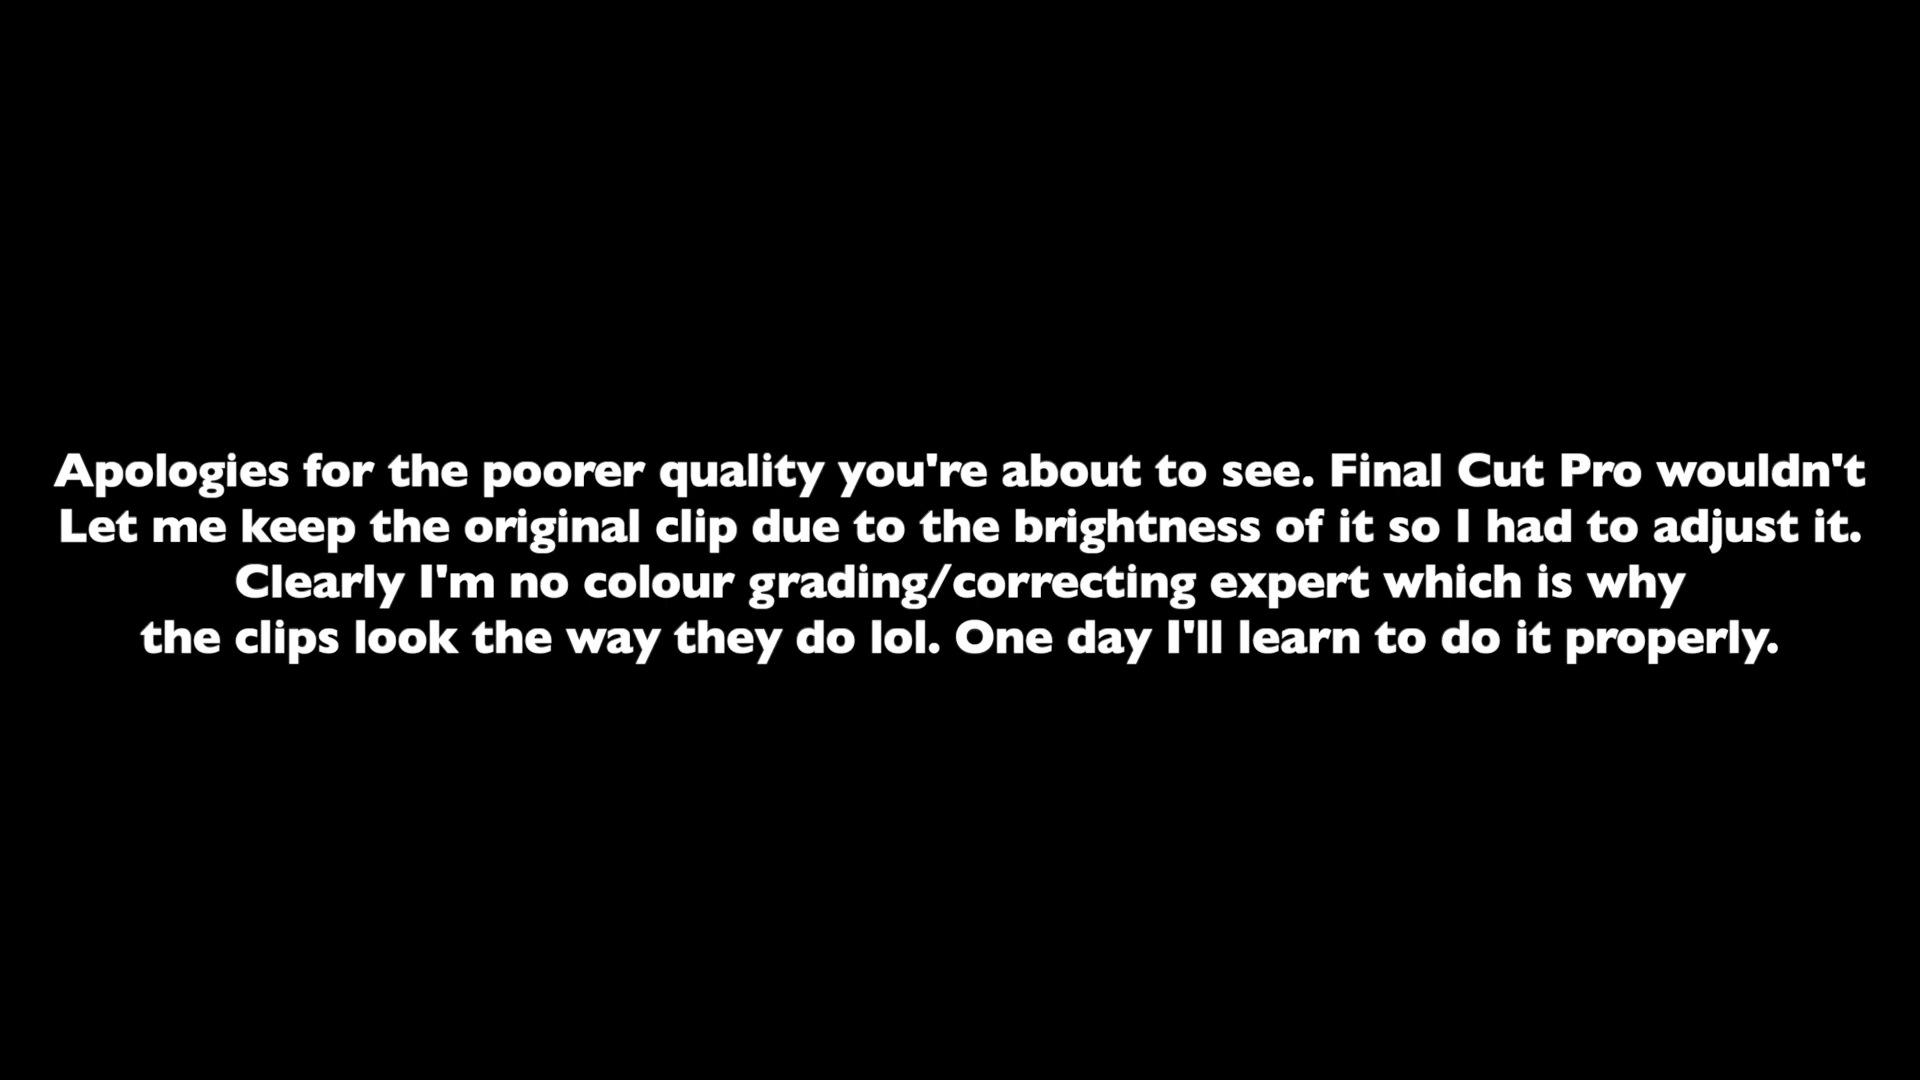 Apologies for the poorer quality you're about to see. Final Cut Pro wouldn't
Let me keep the original clip due to the brightness of it so I had to adjust it.
Clearly I'm no colour grading/correcting expert which is why
the clips look the way they do lol. One day I'll learn to do it properly.